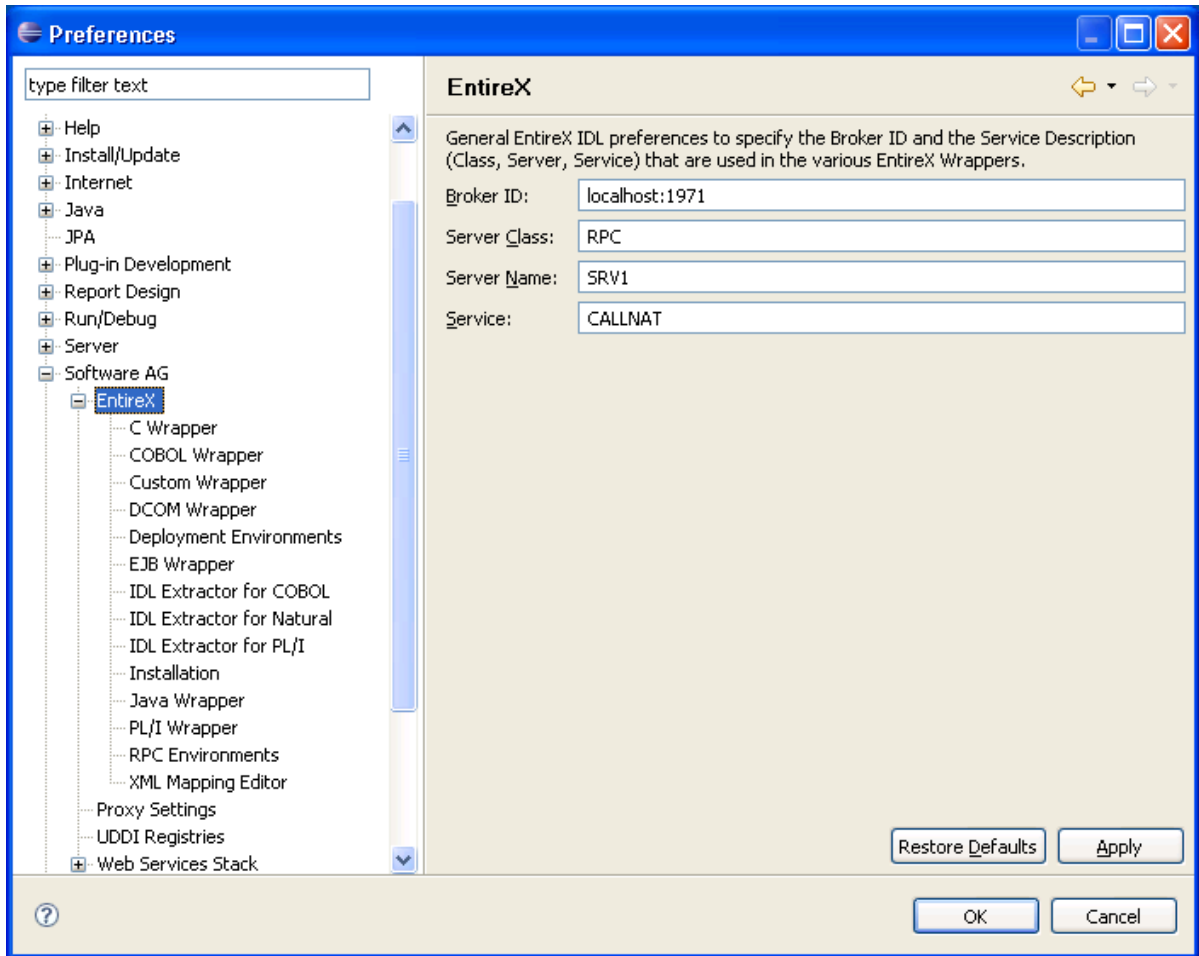 Preferences
type filter text
Help
Install/Update
Internet
Java
JPA
Plug-in Development
Report Design
Run/Debug
Server
Software AG
EntireX
C Wrapper
COBOL Wrapper
Custom Wrapper
DCOM Wrapper
Deployment Environments
EJB Wrapper
IDL Extractor for COBOL
IDL Extractor for Natural
IDL Extractor for PL/I
Installation
Java Wrapper
PL/I Wrapper
RPC Environments
XML Mapping Editor
Proxy Settings
UDDI Registries
Web Services Stack
EntireX
General EntireX IDL preferences to specify the Broker ID and the Service Description
(Class, Server, Service) that are used in the various EntireX Wrappers.
Broker ID: localhost:1971
Server Class: RPC
Server Name: SRV1
Service: CALLNAT
Restore Defaults Apply
OK Cancel